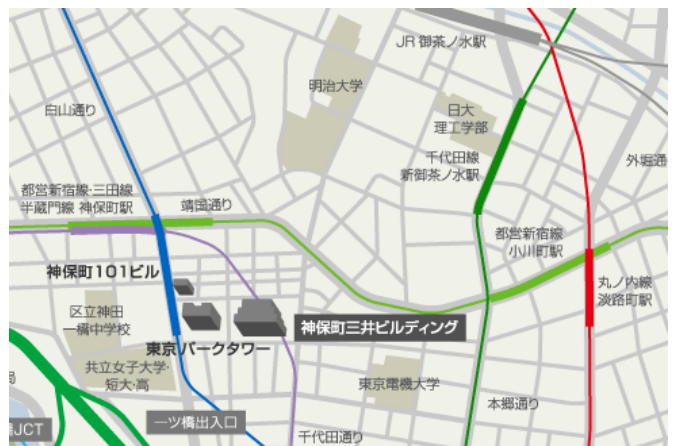 JR 御茶ノ水駅
明治大学
白山通り
日大
理工学部
千代田線
新御茶ノ水駅
外堀通
都営新宿線·三田線
半蔵門線 神保町駅
靖国通り
都営新宿線
小川町駅
神保町101ビル
丸ノ内線
淡路町駅
区立神田
一橋中学校
神保町三井ビルディング
東京パークタワー
共立女子大学·
短大·高
東京電機大学
局
本郷通り
JCT
一ツ橋出入口
千代田通り